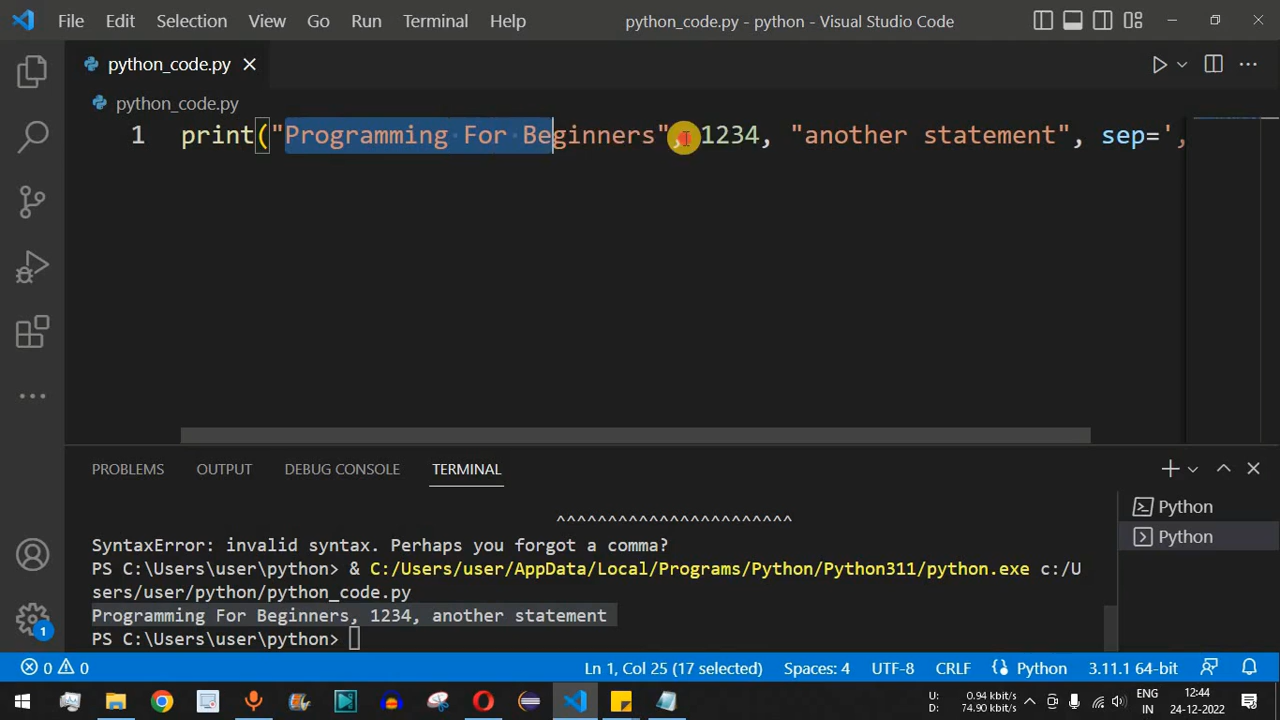 File Edit Selection View Go Run Terminal Help python_code.py - python - Visual Studio Code
python_code.py
python_code.py
1 print("Programming For Beginners", 1234, "another statement", sep=',
PROBLEMS OUTPUT DEBUG CONSOLE TERMINAL
^^^^^^^^^^^^^^^^^^^^^^^
SyntaxError: invalid syntax. Perhaps you forgot a comma?
PS C:\Users\user\python> & C:/Users/user/AppData/Local/Programs/Python/Python311/python.exe c:/U
sers/user/python/python_code.py
Programming For Beginners, 1234, another statement
PS C:\Users\user\python>
Python
Python
1
0 0 Ln 1, Col 25 (17 selected) Spaces: 4 UTF-8 CRLF Python 3.11.1 64-bit
U: 0.94 kbit/s
D: 74.90 kbit/s
ENG
IN
12:44
24-12-2022